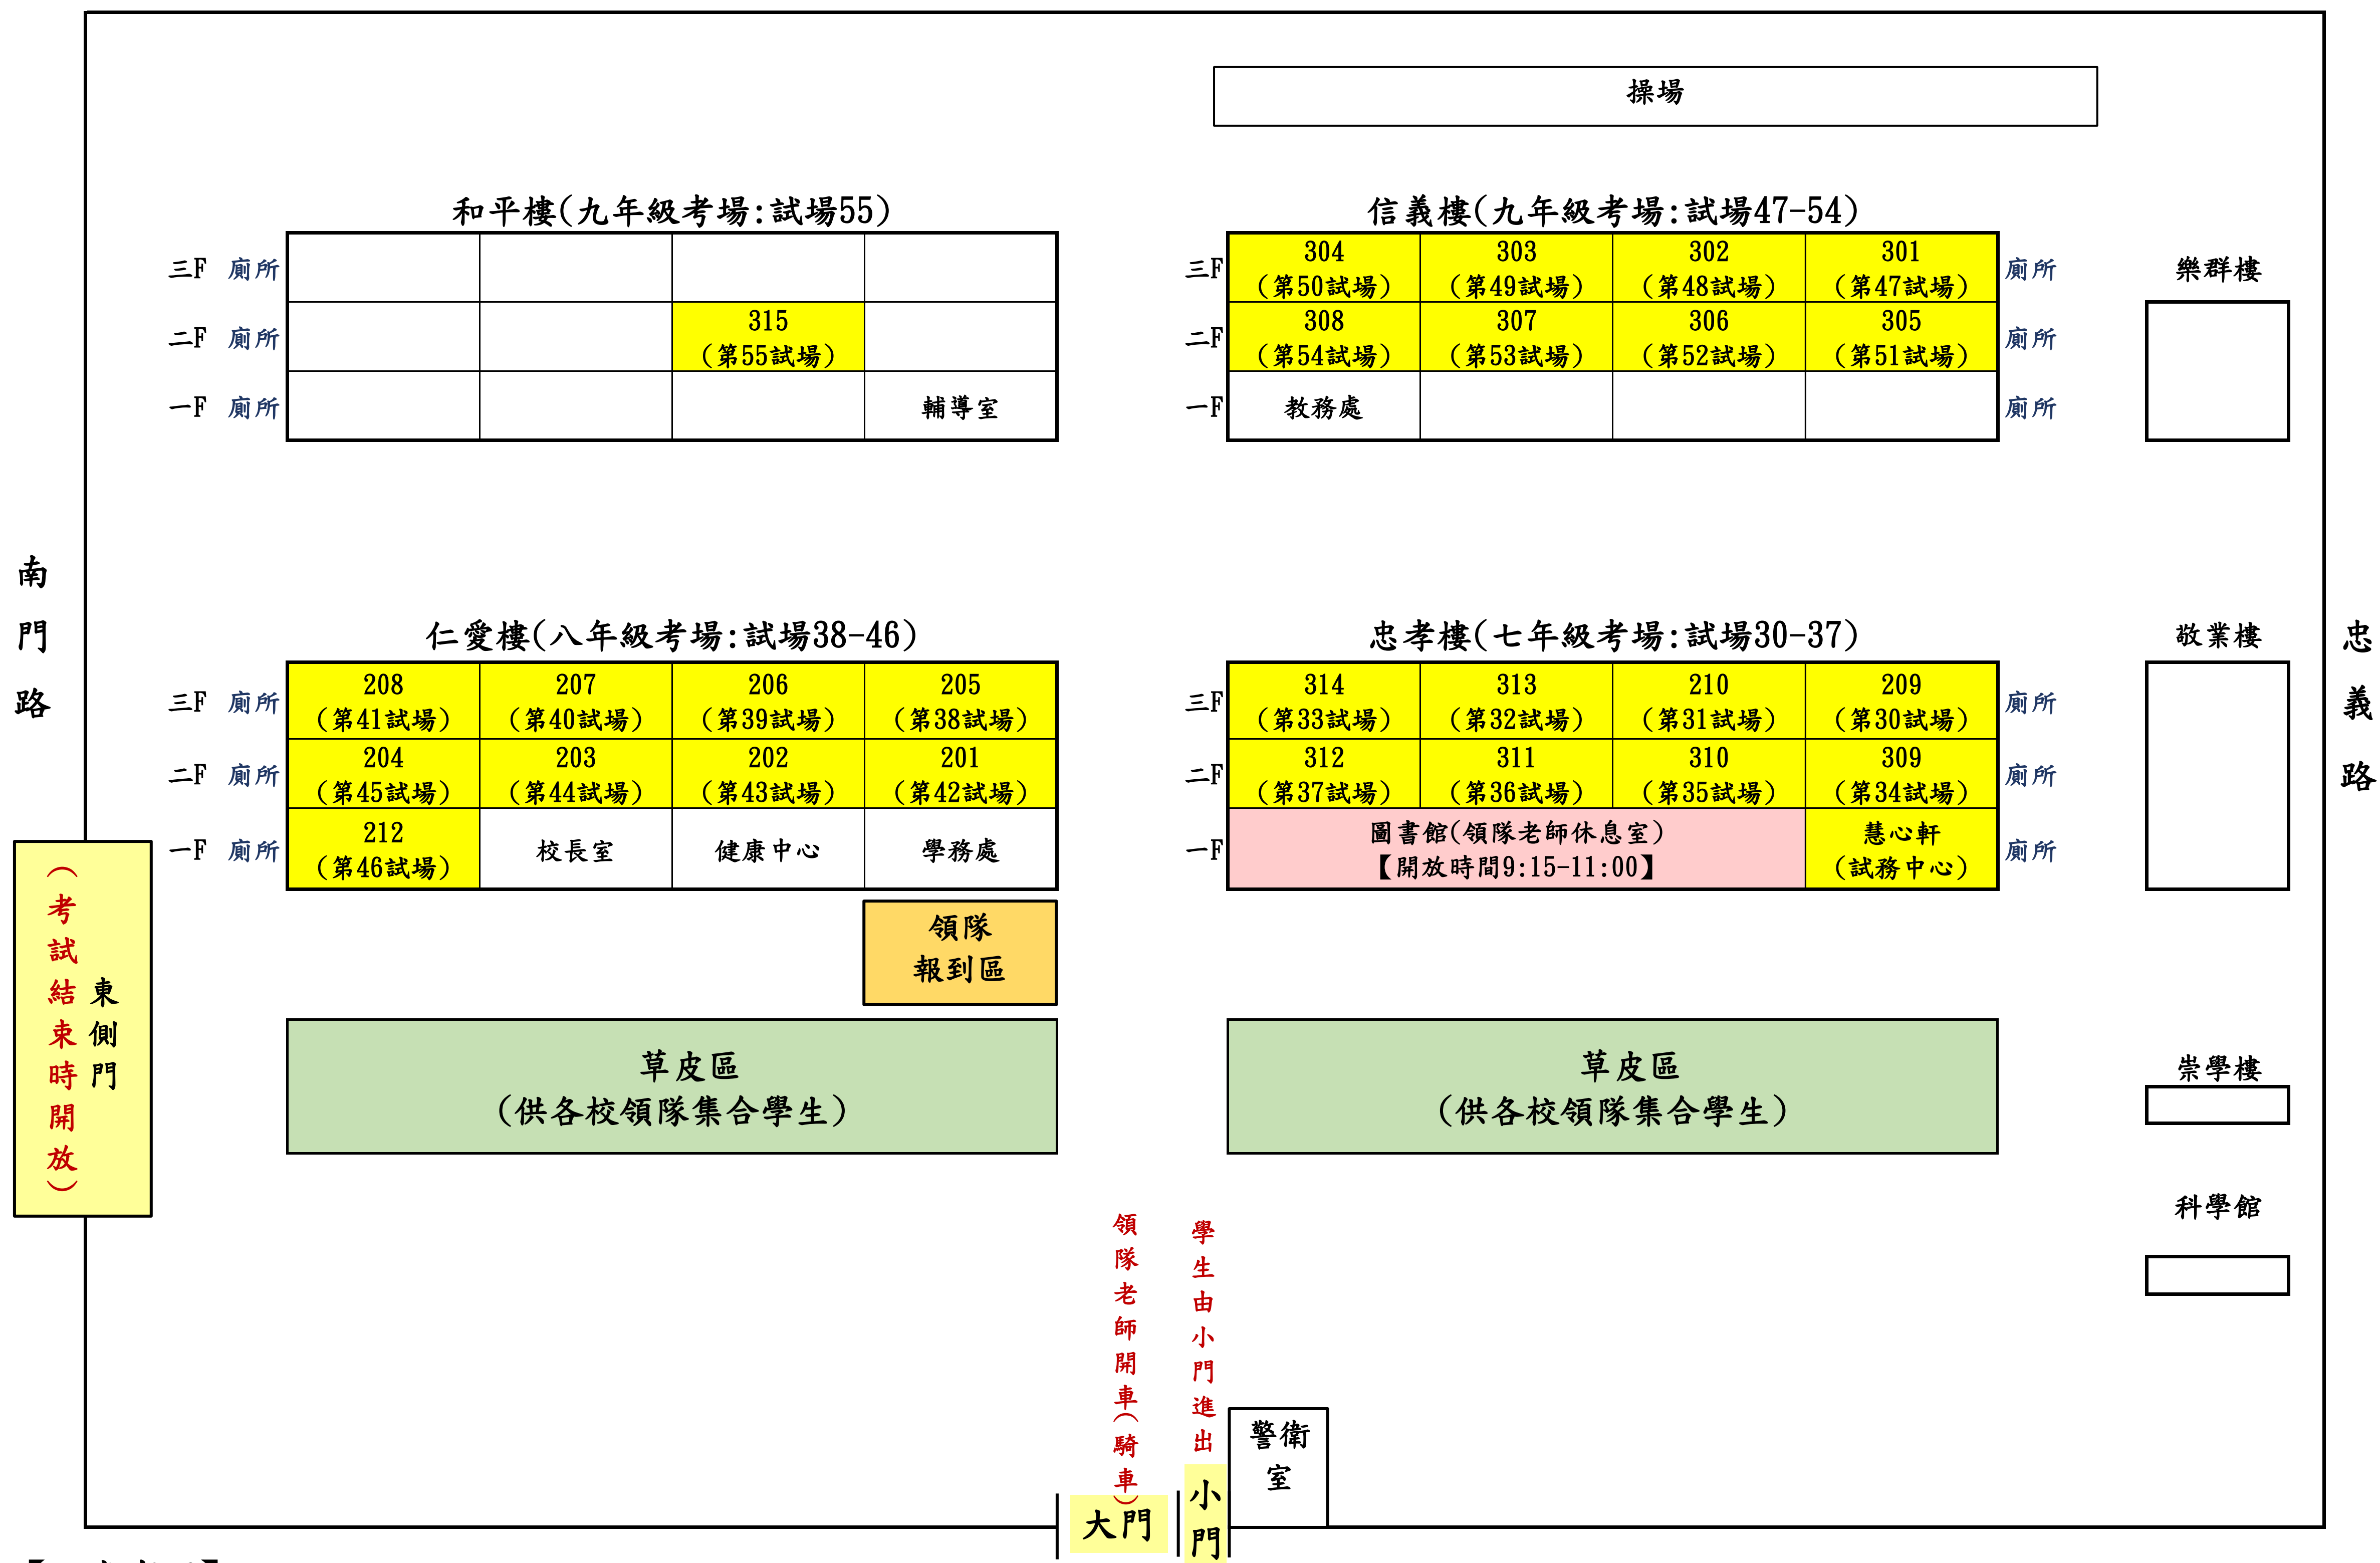 操場
和平樓(九年級考場:試場55)
三F 廁所
二F 廁所
315
(第55試場)
一F 廁所
輔導室
信義樓(九年級考場:試場47-54)
三F
304
(第50試場)
303
(第49試場)
302
(第48試場)
301
(第47試場)
廁所
二F
308
(第54試場)
307
(第53試場)
306
(第52試場)
305
(第51試場)
廁所
一F
教務處
廁所
樂群樓
南門路
仁愛樓(八年級考場:試場38-46)
三F 廁所
208
(第41試場)
207
(第40試場)
206
(第39試場)
205
(第38試場)
二F 廁所
204
(第45試場)
203
(第44試場)
202
(第43試場)
201
(第42試場)
一F 廁所
212
(第46試場)
校長室
健康中心
學務處
忠孝樓(七年級考場:試場30-37)
三F
314
(第33試場)
313
(第32試場)
210
(第31試場)
209
(第30試場)
廁所
二F
312
(第37試場)
311
(第36試場)
310
(第35試場)
309
(第34試場)
廁所
一F
圖書館(領隊老師休息室)
【開放時間9:15-11:00】
慧心軒
(試務中心)
廁所
敬業樓
忠義路
東側門
(考試結束時開放)
領隊
報到區
草皮區
(供各校領隊集合學生)
草皮區
(供各校領隊集合學生)
崇學樓
科學館
領隊老師開車(騎車)
學生由小門進出
警衛
室
大門
小門